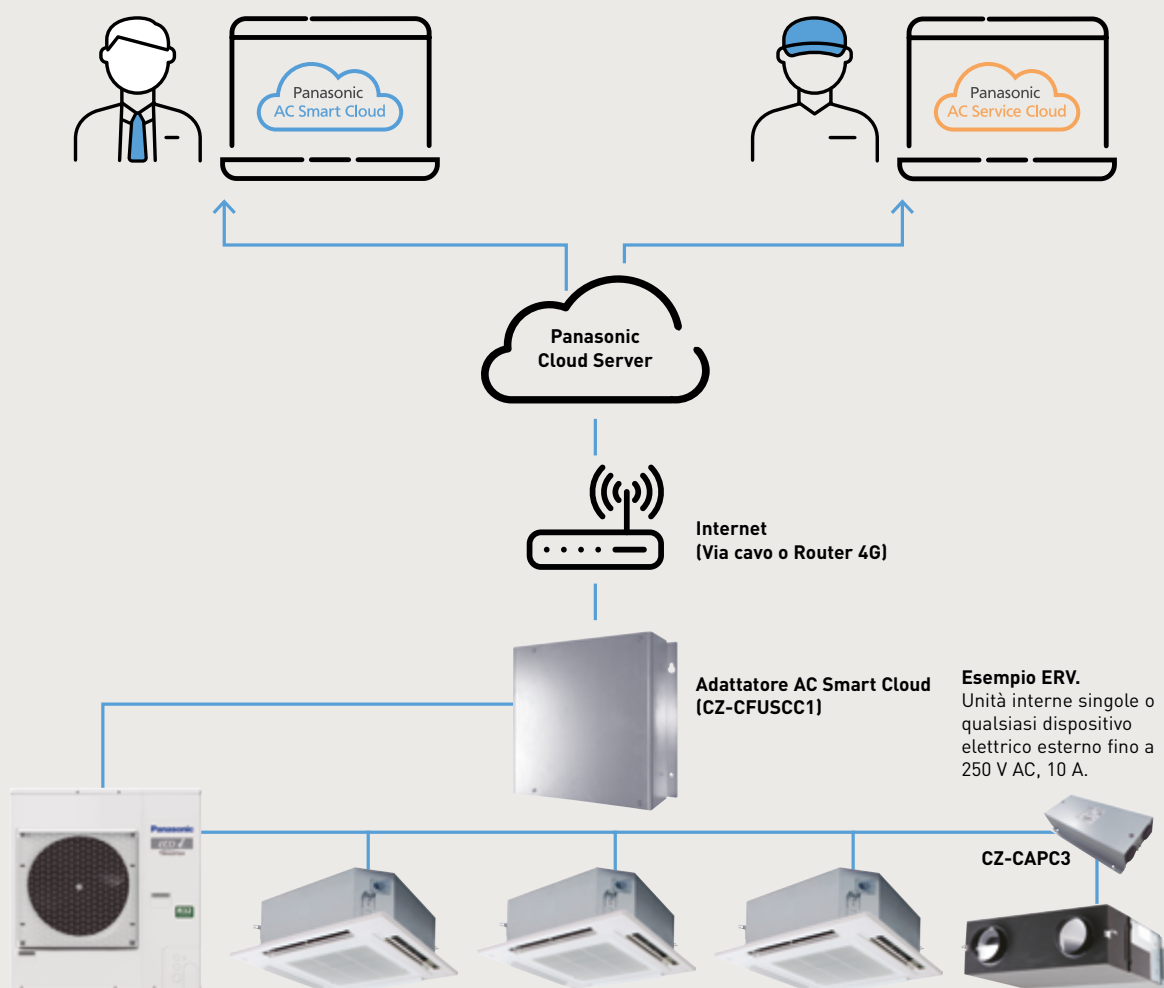 Panasonic
AC Smart Cloud
Panasonic
AC Service Cloud
Panasonic
Cloud Server
Internet
(Via cavo o Router 4G)
Adattatore AC Smart Cloud
(CZ-CFUSCC1)
Esempio ERV.
Unità interne singole o
qualsiasi dispositivo
elettrico esterno fino a
250 V AC, 10 A.
CZ-CAPC3
Panasonic